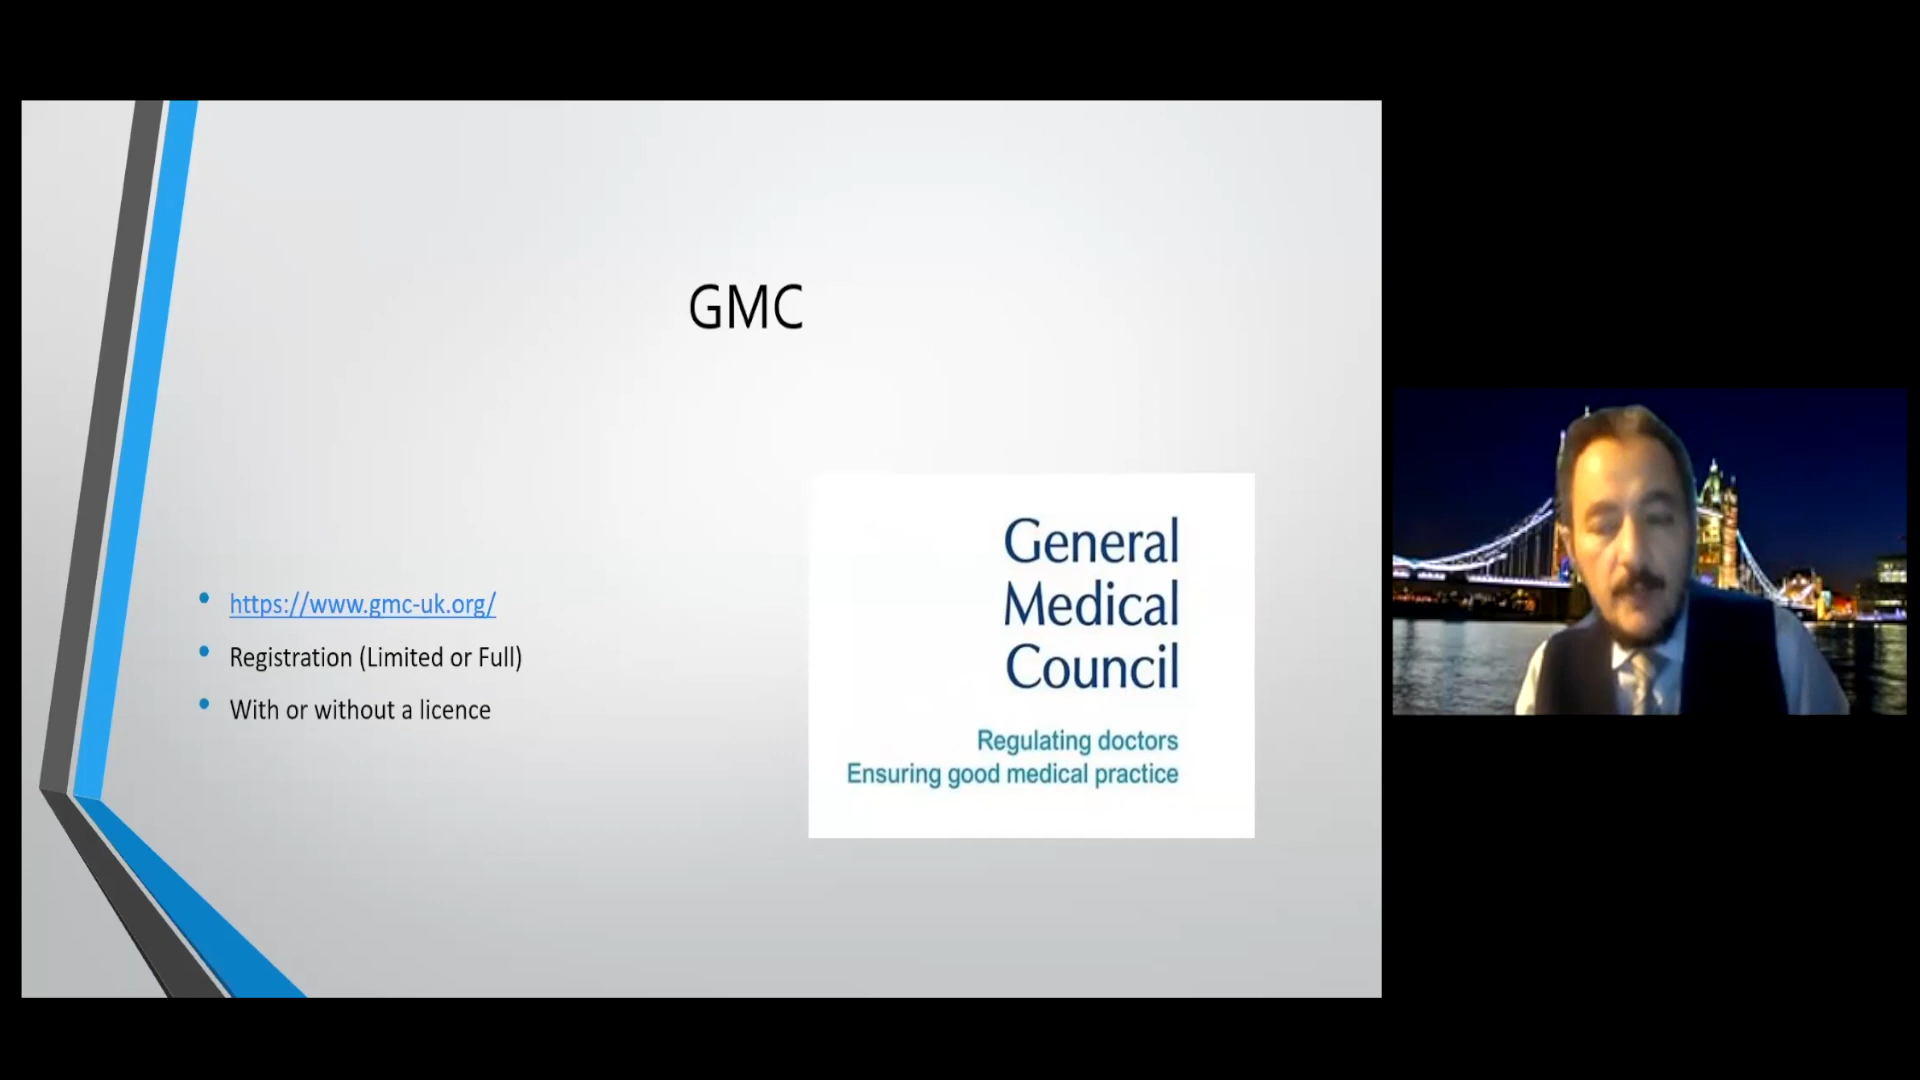 GMC
https://www.gmc-uk.org/
Registration (Limited or Full)
With or without a licence
General
Medical
Council
Regulating doctors
Ensuring good medical practice